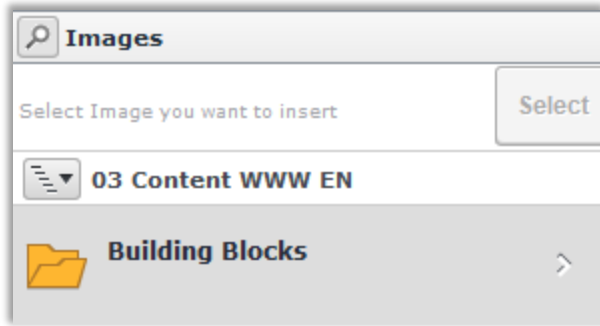 Images
Select Image you want to insert
Select
03 Content WWW EN
Building Blocks